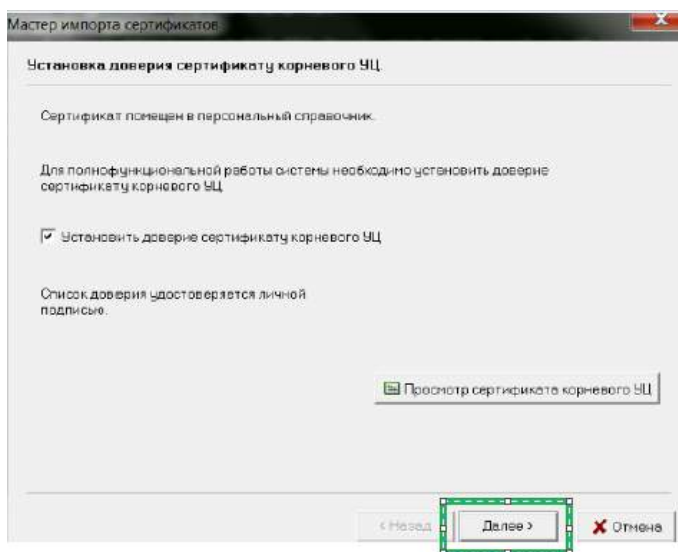 Мастер импорта сертификатов
Установка доверия сертификату корневого УЦ
Сертификат помещен в персональный справочник.
Для полнофункциональной работы системы необходимо установить доверие
сертификату корневого УЦ
Установить доверие сертификату корневого УЦ
Список доверия удостоверяется личной
подписью.
Просмотр сертификата корневого УЦ
< Назад
Далее >
Отмена